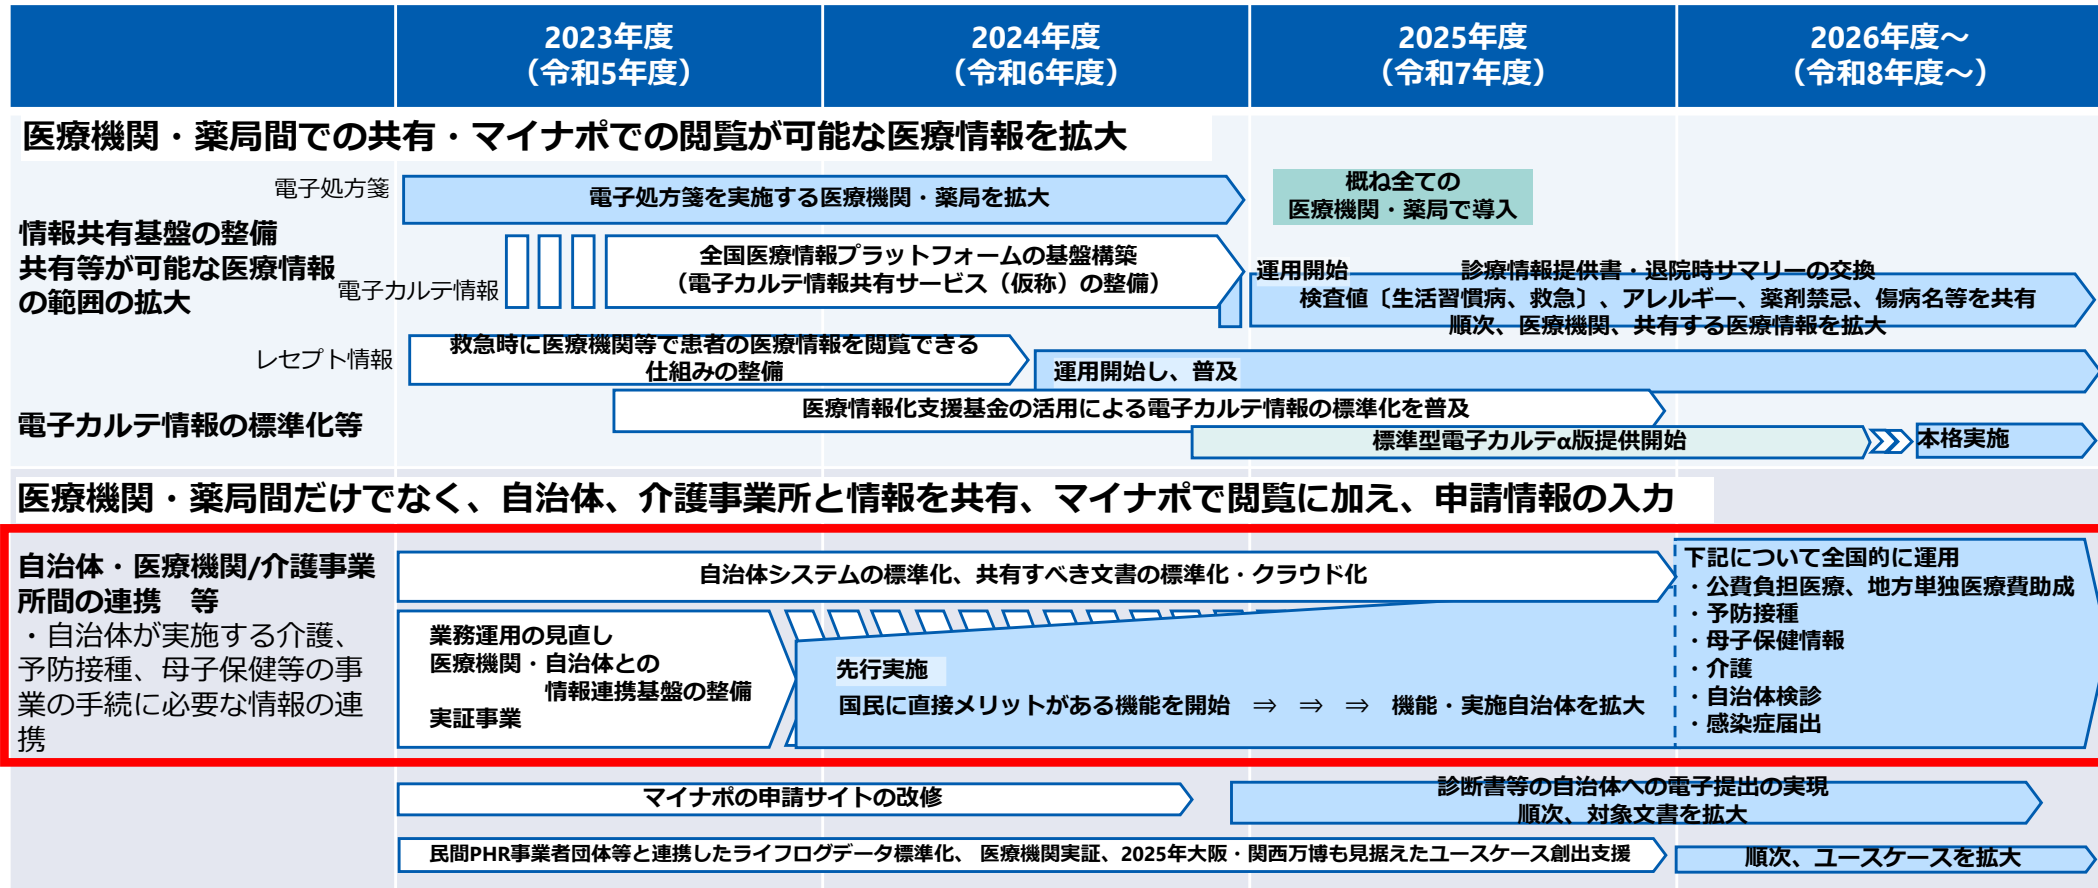 2023年度
（令和5年度）
2024年度
（令和6年度）
2025年度
（令和7年度）
2026年度～
（令和8年度～）
医療機関・薬局間での共有・マイナポでの閲覧が可能な医療情報を拡大
情報共有基盤の整備
共有等が可能な医療情報
の範囲の拡大
電子処方箋
電子処方箋を実施する医療機関・薬局を拡大
概ね全ての
医療機関・薬局で導入
電子カルテ情報
全国医療情報プラットフォームの基盤構築
（電子カルテ情報共有サービス（仮称）の整備）
運用開始
診療情報提供書・退院時サマリーの交換
検査値〔生活習慣病、救急〕、アレルギー、薬剤禁忌、傷病名等を共有
順次、医療機関、共有する医療情報を拡大
レセプト情報
救急時に医療機関等で患者の医療情報を閲覧できる
仕組みの整備
運用開始し、普及
電子カルテ情報の標準化等
医療情報化支援基金の活用による電子カルテ情報の標準化を普及
標準型電子カルテα版提供開始
本格実施
医療機関・薬局間だけでなく、自治体、介護事業所と情報を共有、マイナポで閲覧に加え、申請情報の入力
自治体・医療機関/介護事業
所間の連携　等
・自治体が実施する介護、
予防接種、母子保健等の事
業の手続に必要な情報の連
携
自治体システムの標準化、共有すべき文書の標準化・クラウド化
業務運用の見直し
医療機関・自治体との
情報連携基盤の整備
実証事業
先行実施
国民に直接メリットがある機能を開始　⇒　⇒　⇒　機能・実施自治体を拡大
下記について全国的に運用
・公費負担医療、地方単独医療費助成
・予防接種
・母子保健情報
・介護
・自治体検診
・感染症届出
マイナポの申請サイトの改修
診断書等の自治体への電子提出の実現
順次、対象文書を拡大
民間PHR事業者団体等と連携したライフログデータ標準化、 医療機関実証、2025年大阪・関西万博も見据えたユースケース創出支援
順次、ユースケースを拡大